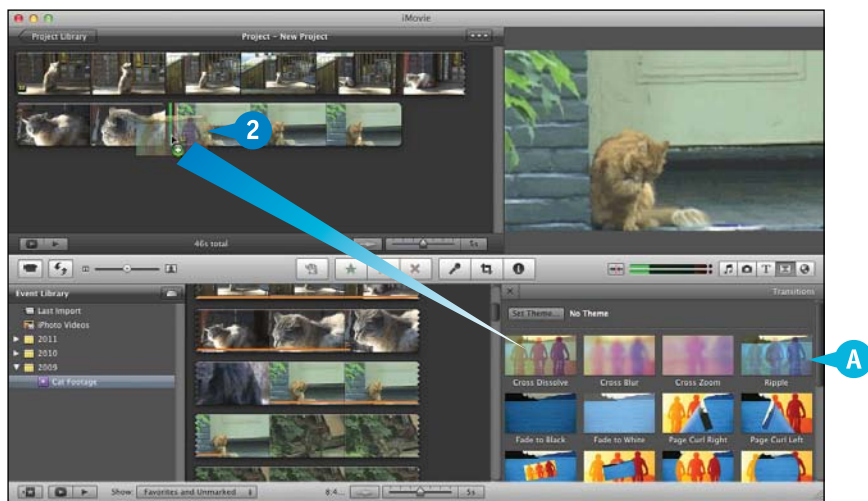 iMovie
Project Library
Project – New Project
2
46s total
5s
Event Library
Last Import
iPhoto Videos
2011
2010
2009
Cat Footage
Transitions
Set Theme...
No Theme
Cross Dissolve
Cross Blur
Cross Zoom
Ripple
A
Fade to Black
Fade to White
Page Curl Right
Page Curl Left
Show:
Favorites and Unmarked
8:4...
5s